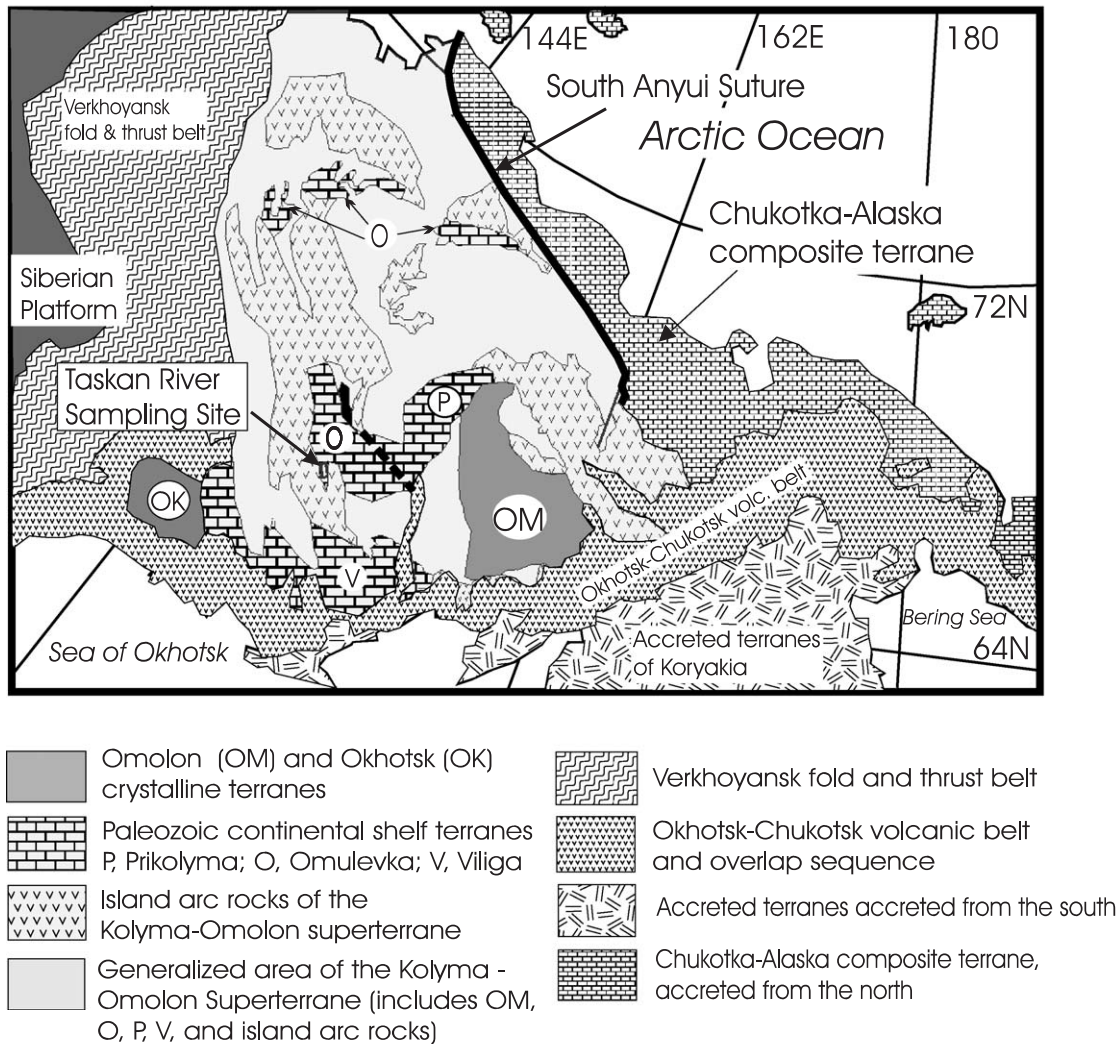 144E
162E
180
Verkhoyansk
fold & thrust belt
South Anyui Suture
Arctic Ocean
O
Chukotka-Alaska
composite terrane
Siberian
Platform
72N
Taskan River
Sampling Site
P
O
OK
OM
Okhotsk-Chukotsk volc. belt
V
Bering Sea
Sea of Okhotsk
Accreted terranes
of Koryakia
64N
Omolon (OM) and Okhotsk (OK)
crystalline terranes
Paleozoic continental shelf terranes
P, Prikolyma; O, Omulevka; V, Viliga
Island arc rocks of the
Kolyma-Omolon superterrane
Generalized area of the Kolyma -
Omolon Superterrane (includes OM,
O, P, V, and island arc rocks)
Verkhoyansk fold and thrust belt
Okhotsk-Chukotsk volcanic belt
and overlap sequence
Accreted terranes accreted from the south
Chukotka-Alaska composite terrane,
accreted from the north